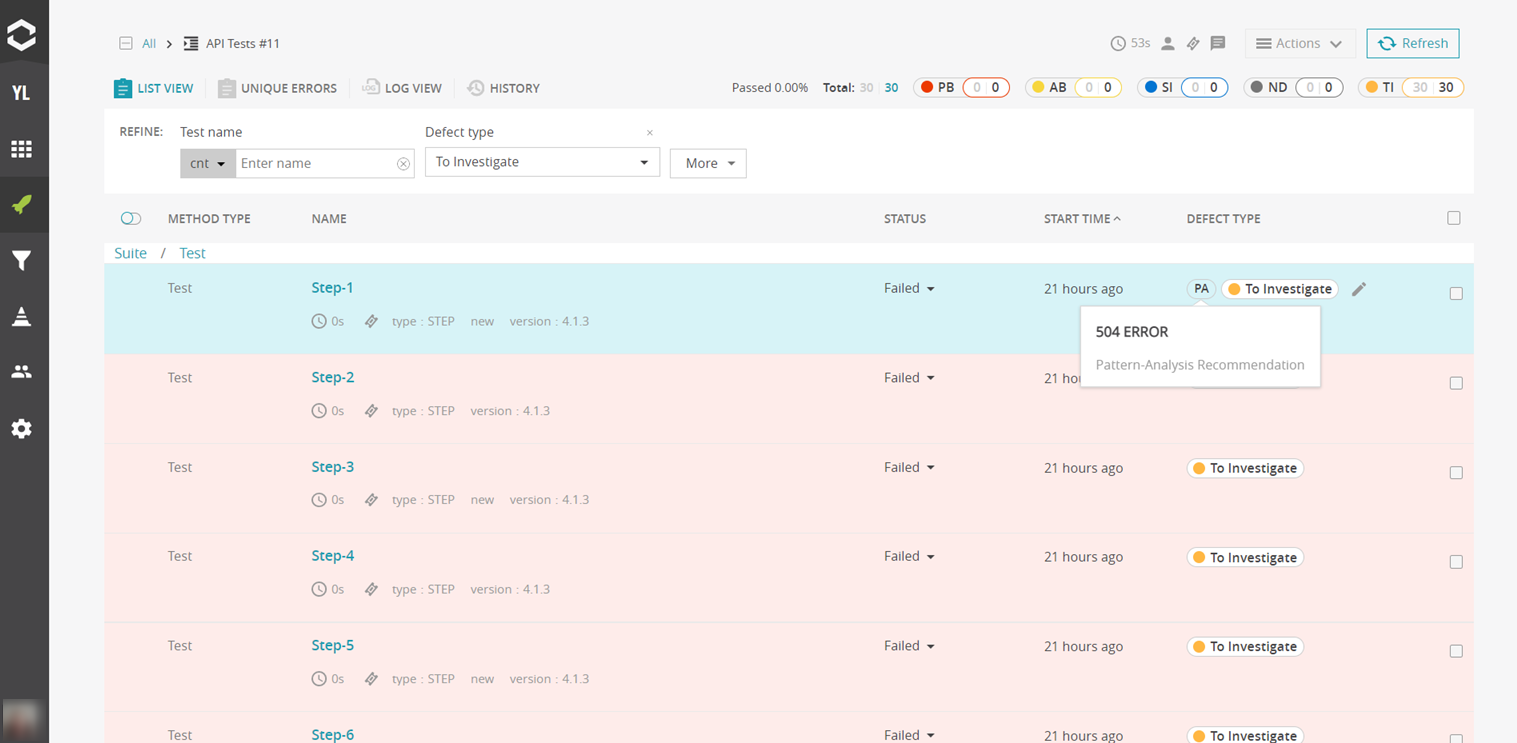 All > API Tests #11 53s Actions Refresh
YL
LIST VIEW UNIQUE ERRORS LOG LOG VIEW HISTORY Passed 0.00% Total: 30 30 PB 0 0 AB 0 0 SI 0 0 ND 0 0 TI 30 30
REFINE: Test name Defect type ×
cnt Enter name To Investigate More
METHOD TYPE NAME STATUS START TIME DEFECT TYPE
Suite / Test
Test Step-1 Failed 21 hours ago PA To Investigate
0s type : STEP new version : 4.1.3
504 ERROR
Pattern-Analysis Recommendation
Test Step-2 Failed 21
0s type : STEP version : 4.1.3
Test Step-3 Failed 21 hours ago To Investigate
0s type : STEP new version : 4.1.3
Test Step-4 Failed 21 hours ago To Investigate
0s type : STEP version : 4.1.3
Test Step-5 Failed 21 hours ago To Investigate
0s type : STEP new version : 4.1.3
Test Step-6 Failed 21 hours ago To Investigate